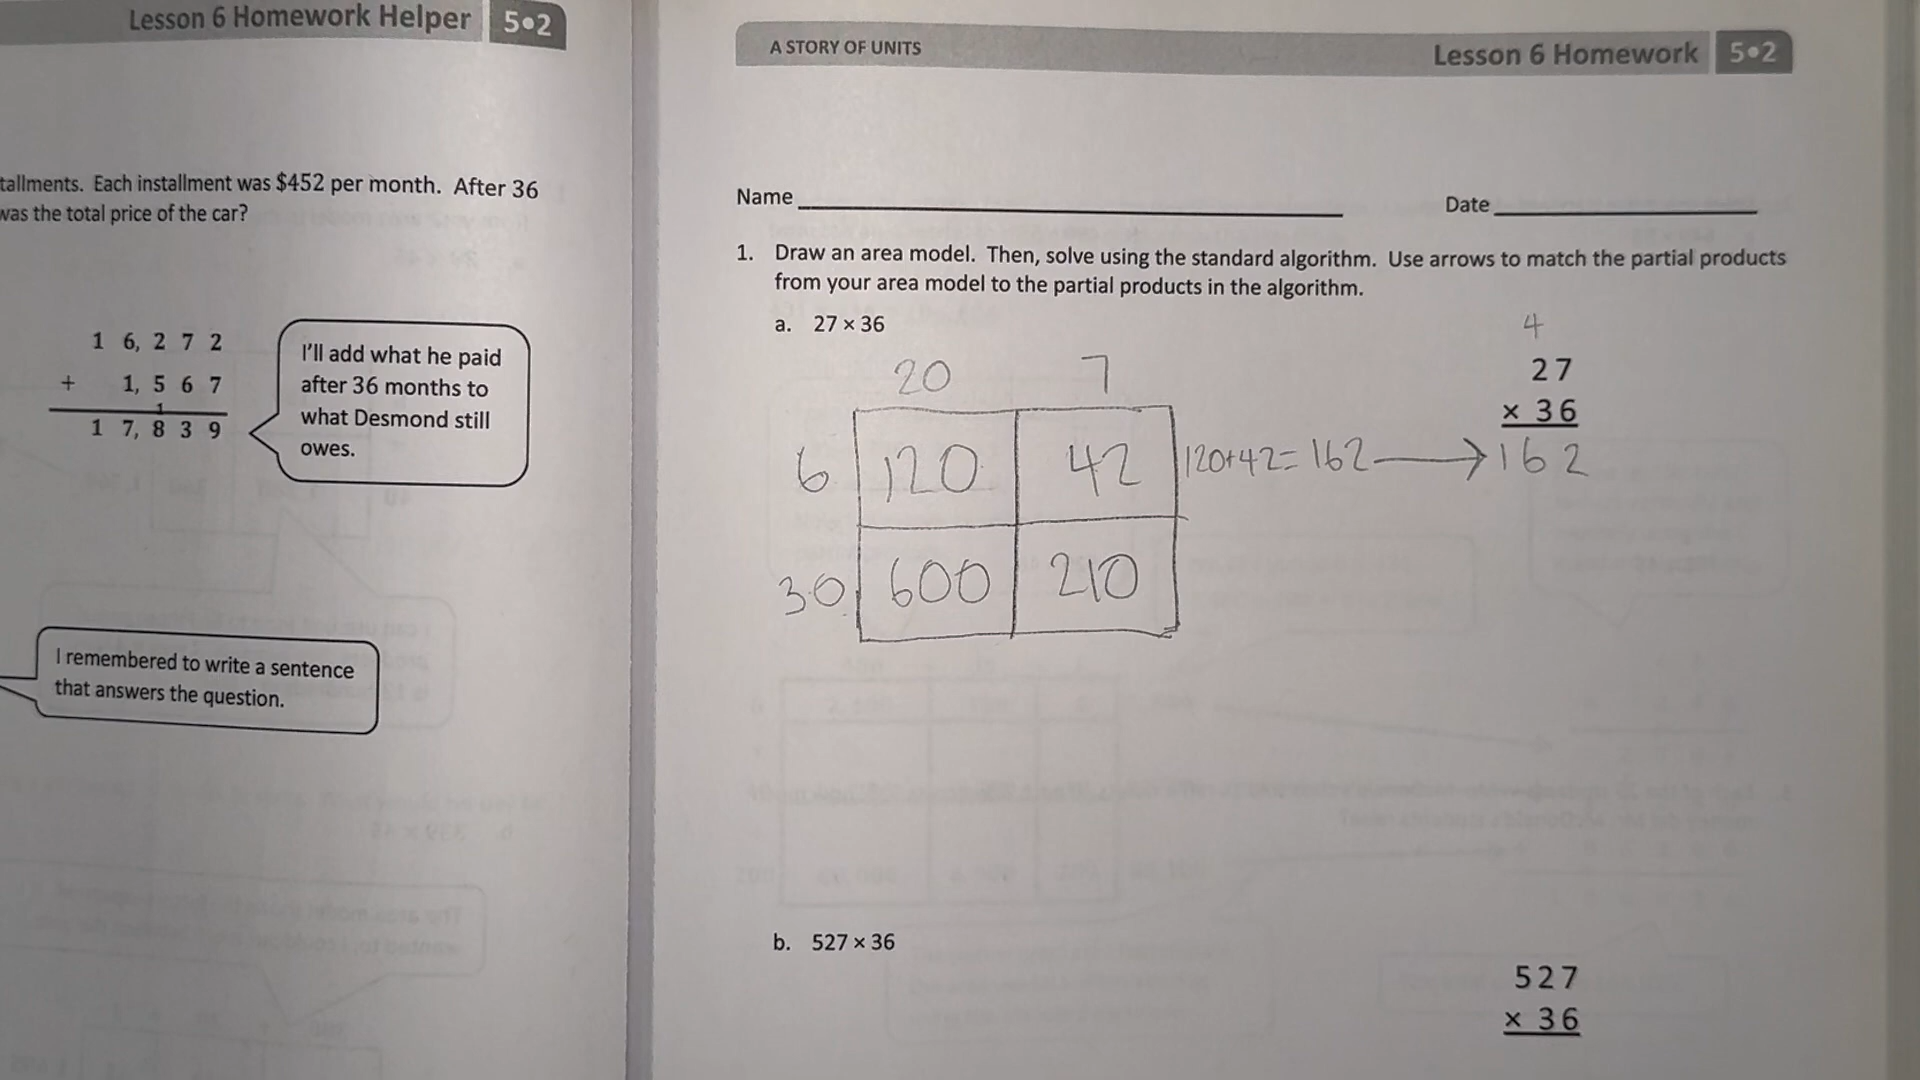 Lesson 6 Homework Helper 5•2
tallments. Each installment was $452 per month. After 36
was the total price of the car?
1 6, 2 7 2
+ 1, 5 6 7
1
1 7, 8 3 9
I'll add what he paid
after 36 months to
what Desmond still
owes.
I remembered to write a sentence
that answers the question.
A STORY OF UNITS
Lesson 6 Homework 5•2
Name
Date
1. Draw an area model. Then, solve using the standard algorithm. Use arrows to match the partial products
from your area model to the partial products in the algorithm.
a. 27 × 36
20 7
6 120 42 120+42=162
30 600 210
4
27
× 36
162
b. 527 × 36
527
× 36